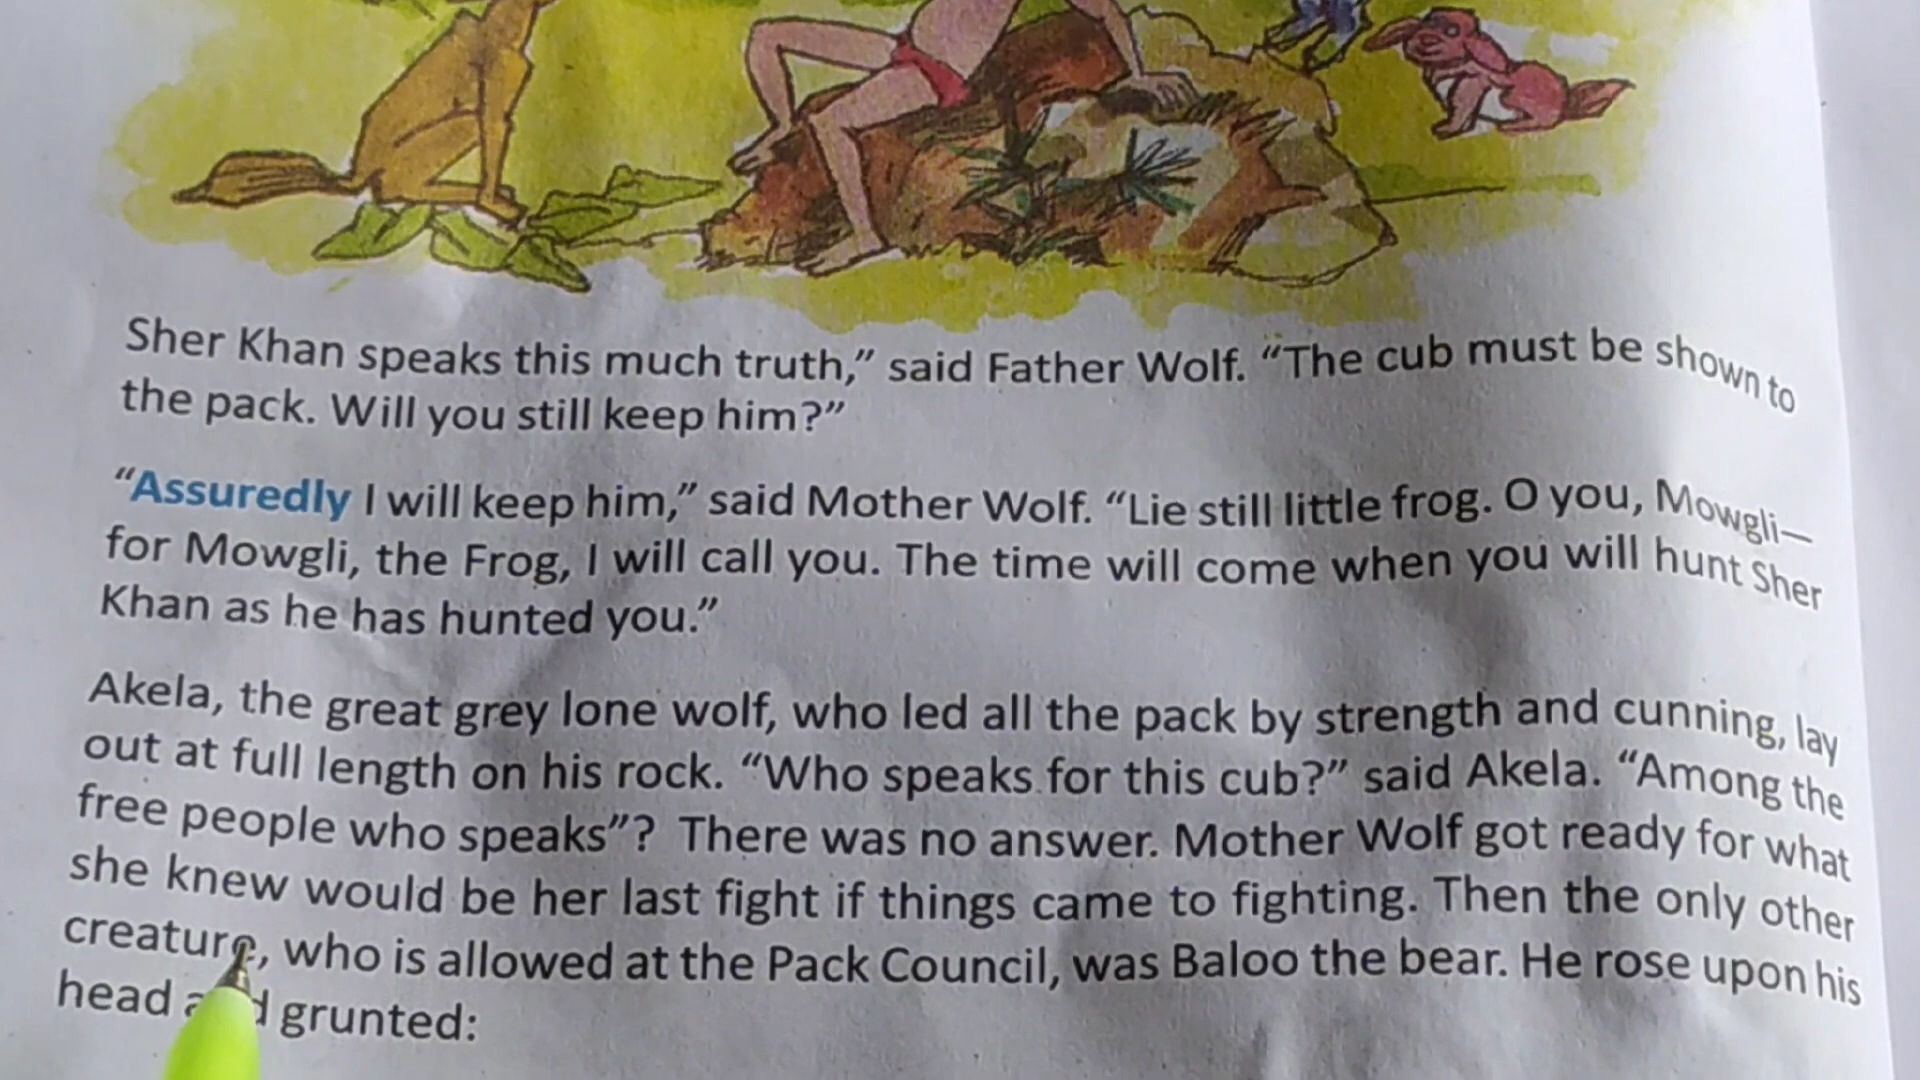 Sher Khan speaks this much truth,” said Father Wolf. “The cub must be shown to
the pack. Will you still keep him?”
“Assuredly I will keep him,” said Mother Wolf. “Lie still little frog. O you, Mowgli—
for Mowgli, the Frog, I will call you. The time will come when you will hunt Sher
Khan as he has hunted you.”
Akela, the great grey lone wolf, who led all the pack by strength and cunning, lay
out at full length on his rock. “Who speaks for this cub?” said Akela. “Among the
free people who speaks”? There was no answer. Mother Wolf got ready for what
she knew would be her last fight if things came to fighting. Then the only other
creature, who is allowed at the Pack Council, was Baloo the bear. He rose upon his
head and grunted: